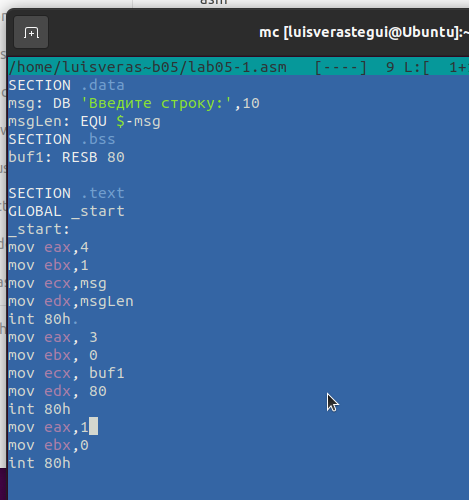 mc [luisverastegui@Ubuntu]:~
/home/luisveras~b05/lab05-1.asm [----] 9 L:[ 1+
SECTION .data
msg: DB 'Введите строку:',10
msgLen: EQU $-msg
SECTION .bss
buf1: RESB 80
SECTION .text
GLOBAL _start
_start:
mov eax,4
mov ebx,1
mov ecx,msg
mov edx,msgLen
int 80h.
mov eax, 3
mov ebx, 0
mov ecx, buf1
mov edx, 80
int 80h
mov eax,1
mov ebx,0
int 80h